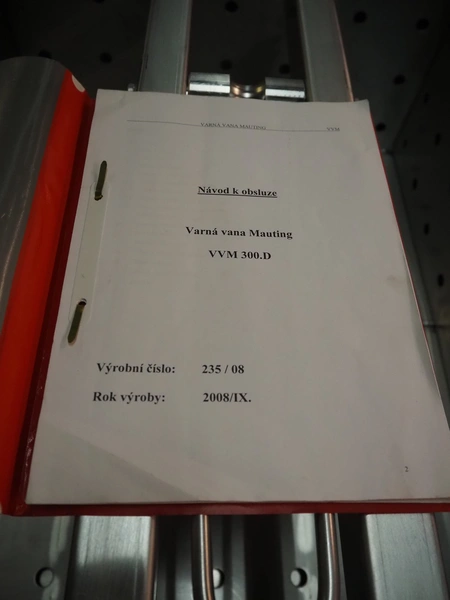 VARNÁ VANA MAUTING VVM
Návod k obsluze
Varná vana Mauting
VVM 300.D
Výrobní číslo: 235 / 08
Rok výroby: 2008/IX.
2